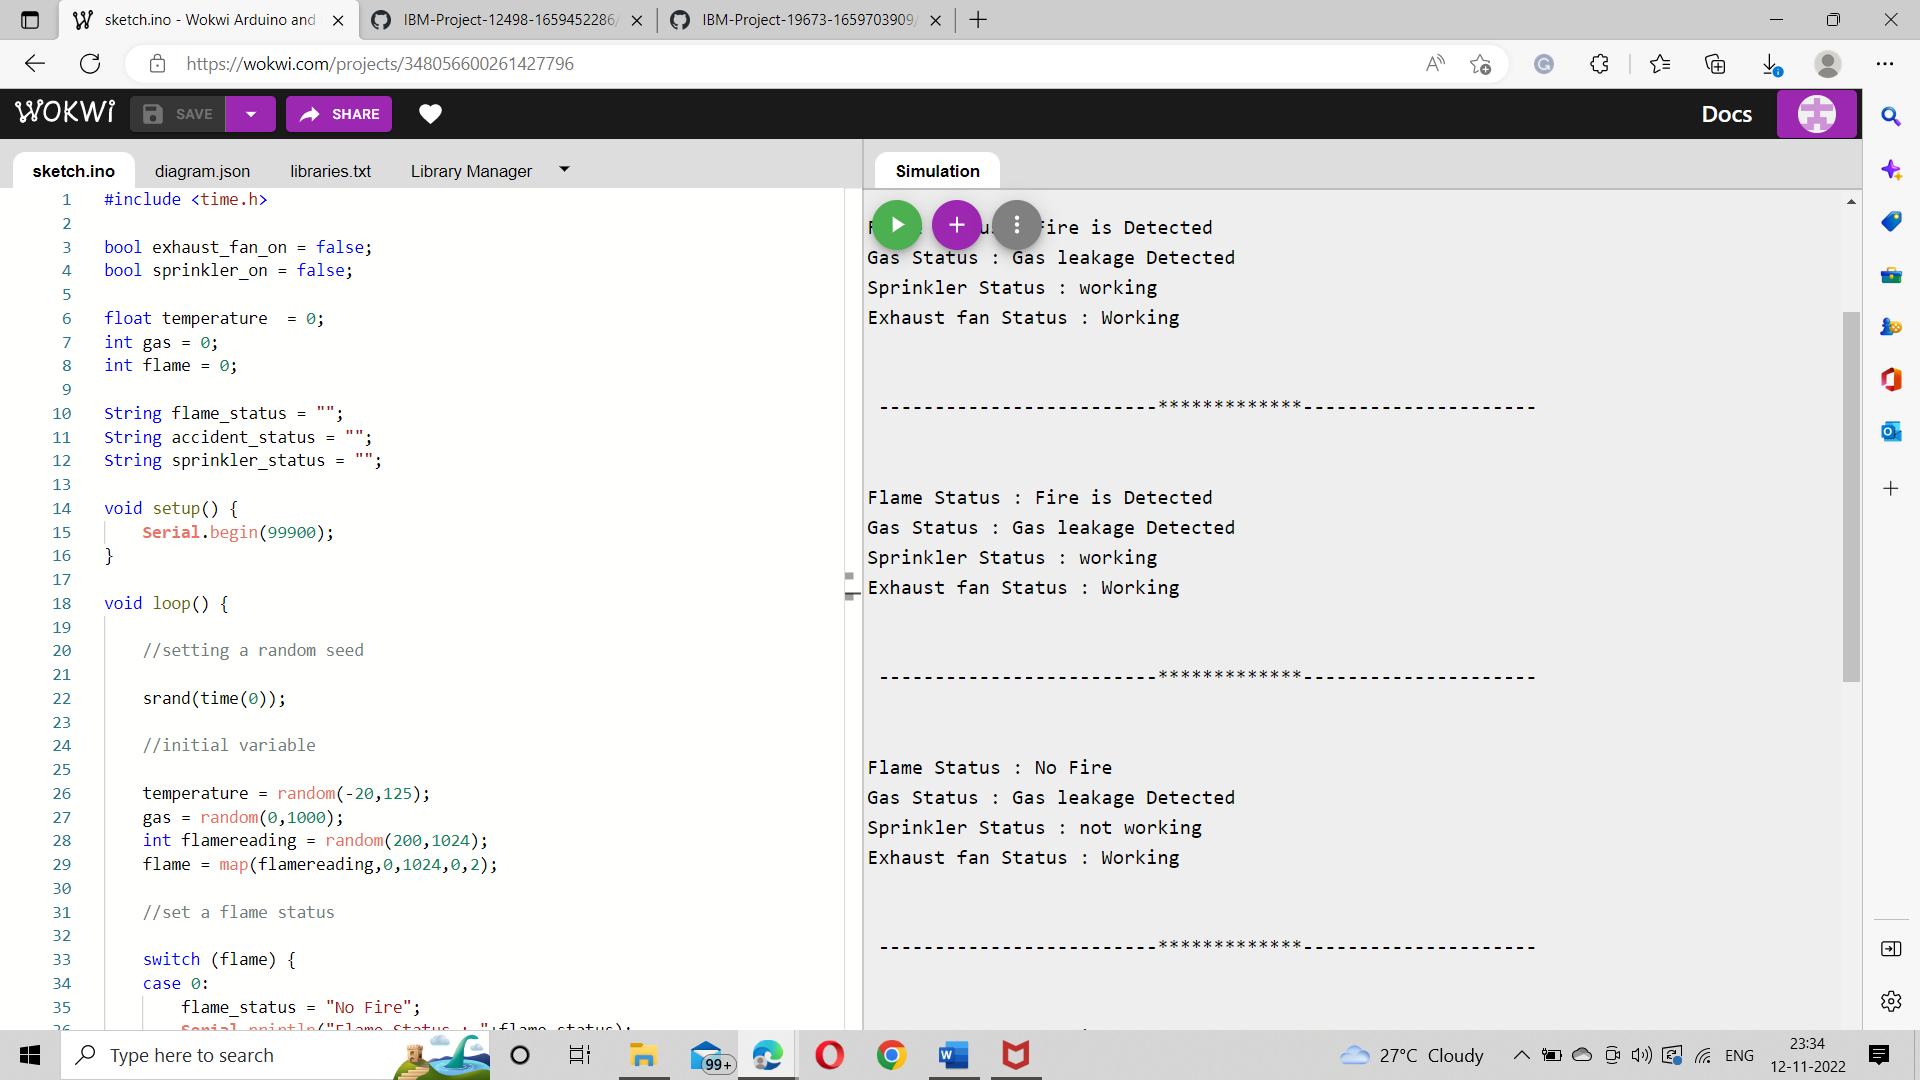 sketch.ino - Wokwi Arduino and
IBM-Project-12498-1659452286/
IBM-Project-19673-1659703909/
https://wokwi.com/projects/348056600261427796
WOKWi
SAVE
SHARE
Docs
sketch.ino
diagram.json
libraries.txt
Library Manager
Simulation
1 #include <time.h>
2
3 bool exhaust_fan_on = false;
4 bool sprinkler_on = false;
5
6 float temperature  = 0;
7 int gas = 0;
8 int flame = 0;
9
10 String flame_status = "";
11 String accident_status = "";
12 String sprinkler_status = "";
13
14 void setup() {
15 Serial.begin(99900);
16 }
17
18 void loop() {
19
20 //setting a random seed
21
22 srand(time(0));
23
24 //initial variable
25
26 temperature = random(-20,125);
27 gas = random(0,1000);
28 int flamereading = random(200,1024);
29 flame = map(flamereading,0,1024,0,2);
30
31 //set a flame status
32
33 switch (flame) {
34 case 0:
35 flame_status = "No Fire";
36 Serial.println("Flame Status : "+flame_status);
Fire is Detected
Gas Status : Gas leakage Detected
Sprinkler Status : working
Exhaust fan Status : Working
-------------------------*************---------------------
Flame Status : Fire is Detected
Gas Status : Gas leakage Detected
Sprinkler Status : working
Exhaust fan Status : Working
-------------------------*************---------------------
Flame Status : No Fire
Gas Status : Gas leakage Detected
Sprinkler Status : not working
Exhaust fan Status : Working
-------------------------*************---------------------
Type here to search
99+
27°C Cloudy
ENG
23:34
12-11-2022